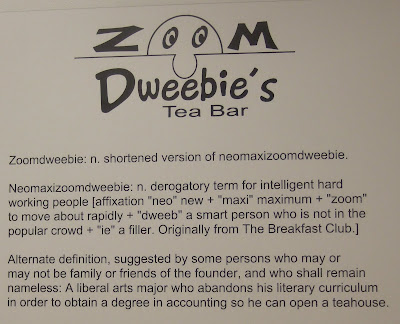 ZOOM
Dweebie's
Tea Bar
Zoomdweebie: n. shortened version of neomaxizoomdweebie.
Neomaxizoomdweebie: n. derogatory term for intelligent hard
working people [affixation "neo" new + "maxi" maximum + "zoom"
to move about rapidly + "dweeb" a smart person who is not in the
popular crowd + "ie" a filler. Originally from The Breakfast Club.]
Alternate definition, suggested by some persons who may or
may not be family or friends of the founder, and who shall remain
nameless: A liberal arts major who abandons his literary curriculum
in order to obtain a degree in accounting so he can open a teahouse.